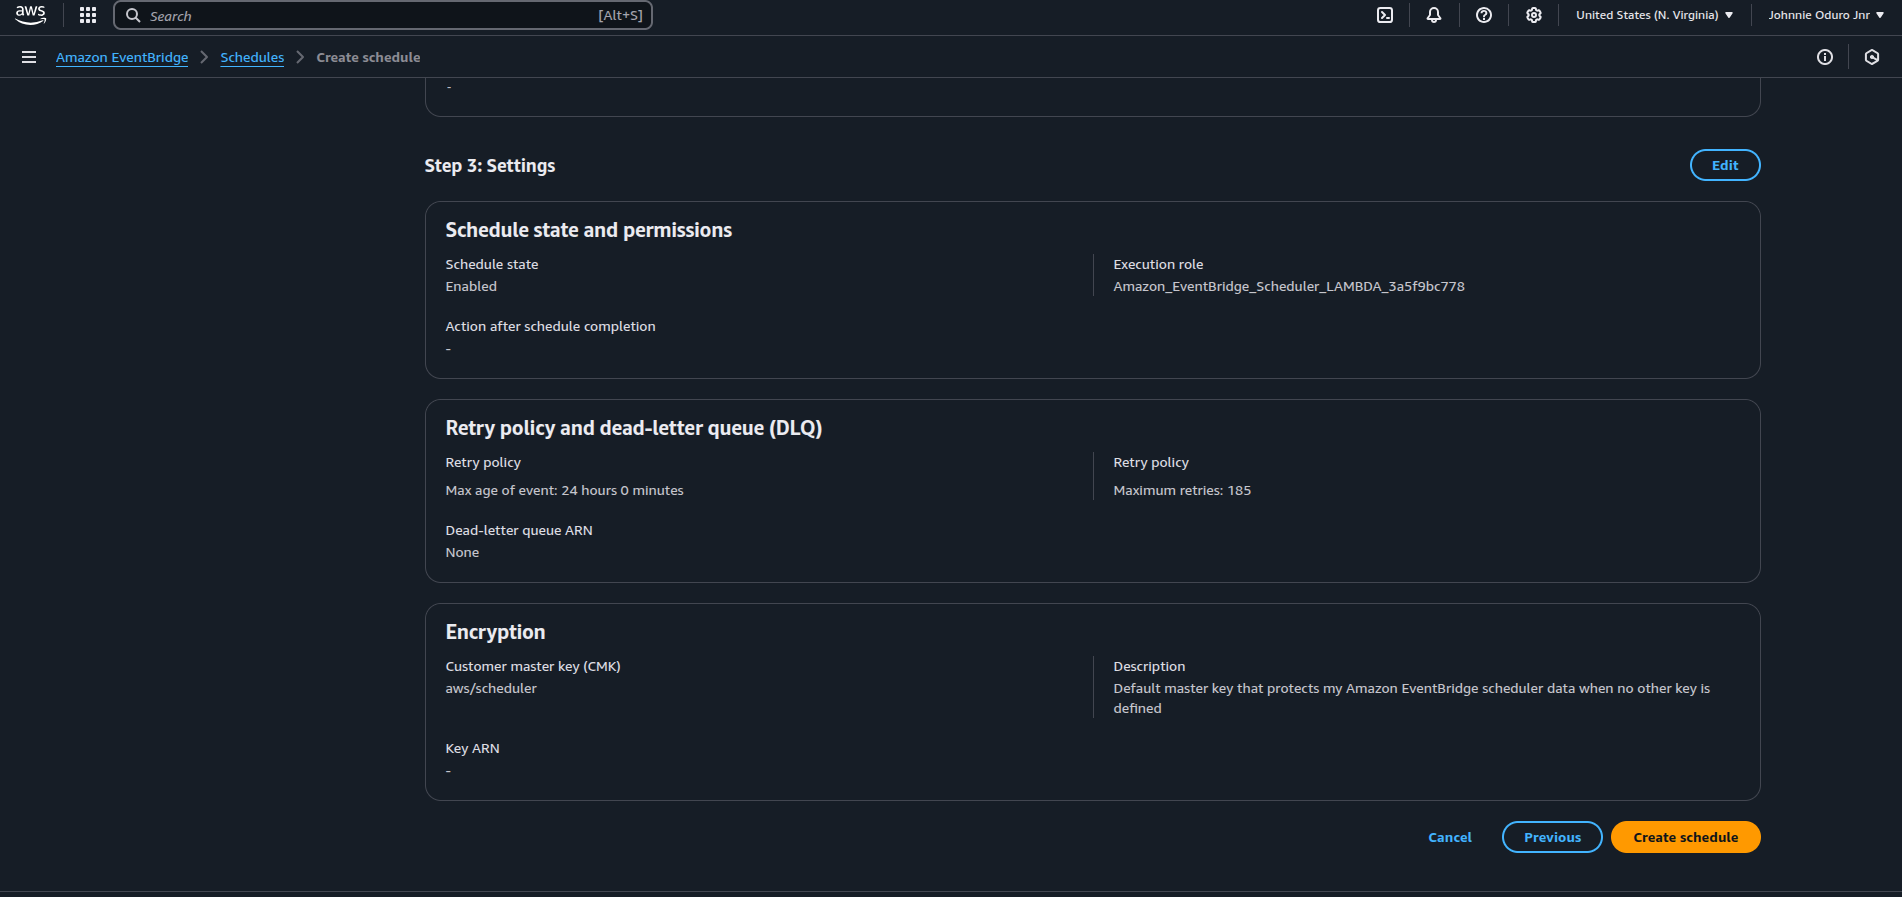 aws
Search
[Alt+S]
United States (N. Virginia)
Johnnie Oduro Jnr
Amazon EventBridge
Schedules
Create schedule
-
Step 3: Settings
Edit
Schedule state and permissions
Schedule state
Enabled
Execution role
Amazon_EventBridge_Scheduler_LAMBDA_3a5f9bc778
Action after schedule completion
-
Retry policy and dead-letter queue (DLQ)
Retry policy
Max age of event: 24 hours 0 minutes
Retry policy
Maximum retries: 185
Dead-letter queue ARN
None
Encryption
Customer master key (CMK)
aws/scheduler
Description
Default master key that protects my Amazon EventBridge scheduler data when no other key is
defined
Key ARN
-
Cancel
Previous
Create schedule